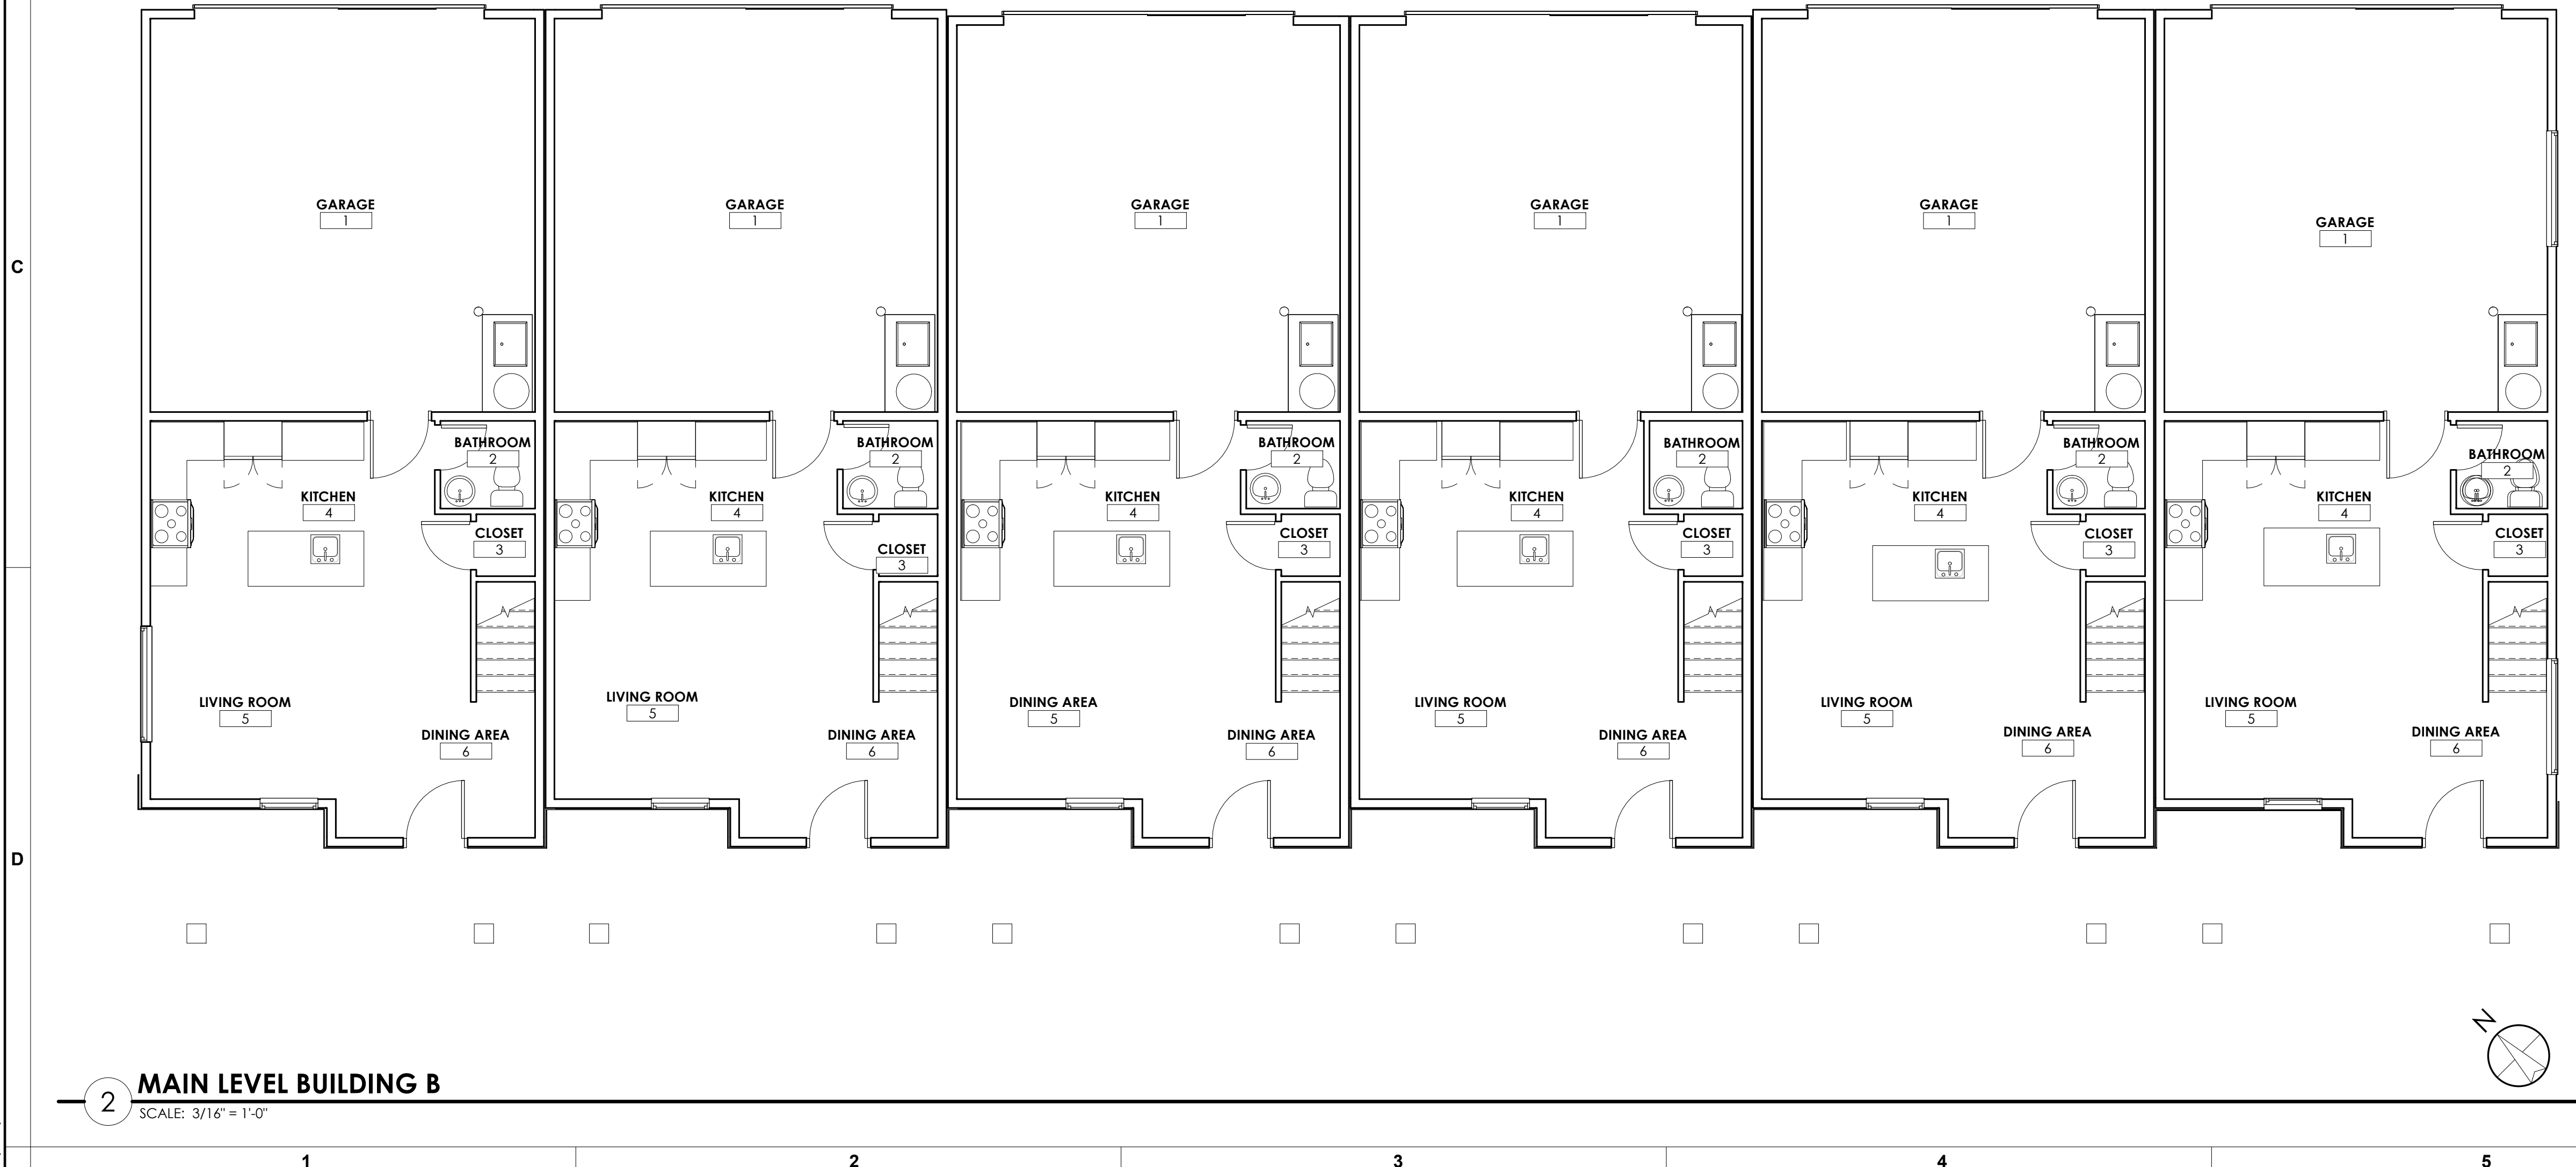 GARAGE
1
GARAGE
1
GARAGE
1
GARAGE
1
GARAGE
1
GARAGE
1
C
BATHROOM
2
BATHROOM
2
BATHROOM
2
BATHROOM
2
BATHROOM
2
BATHROOM
2
KITCHEN
4
KITCHEN
4
KITCHEN
4
KITCHEN
4
KITCHEN
4
KITCHEN
4
CLOSET
3
CLOSET
3
CLOSET
3
CLOSET
3
CLOSET
3
CLOSET
3
LIVING ROOM
5
LIVING ROOM
5
DINING AREA
5
LIVING ROOM
5
LIVING ROOM
5
LIVING ROOM
5
DINING AREA
6
DINING AREA
6
DINING AREA
6
DINING AREA
6
DINING AREA
6
DINING AREA
6
D
N
2
MAIN LEVEL BUILDING B
SCALE: 3/16" = 1'-0"
1 2 3 4 5